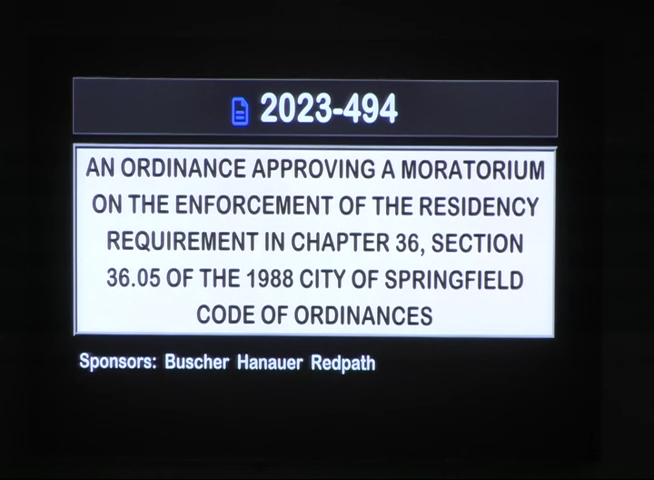 2023-494
AN ORDINANCE APPROVING A MORATORIUM
ON THE ENFORCEMENT OF THE RESIDENCY
REQUIREMENT IN CHAPTER 36, SECTION
36.05 OF THE 1988 CITY OF SPRINGFIELD
CODE OF ORDINANCES
Sponsors: Buscher Hanauer Redpath